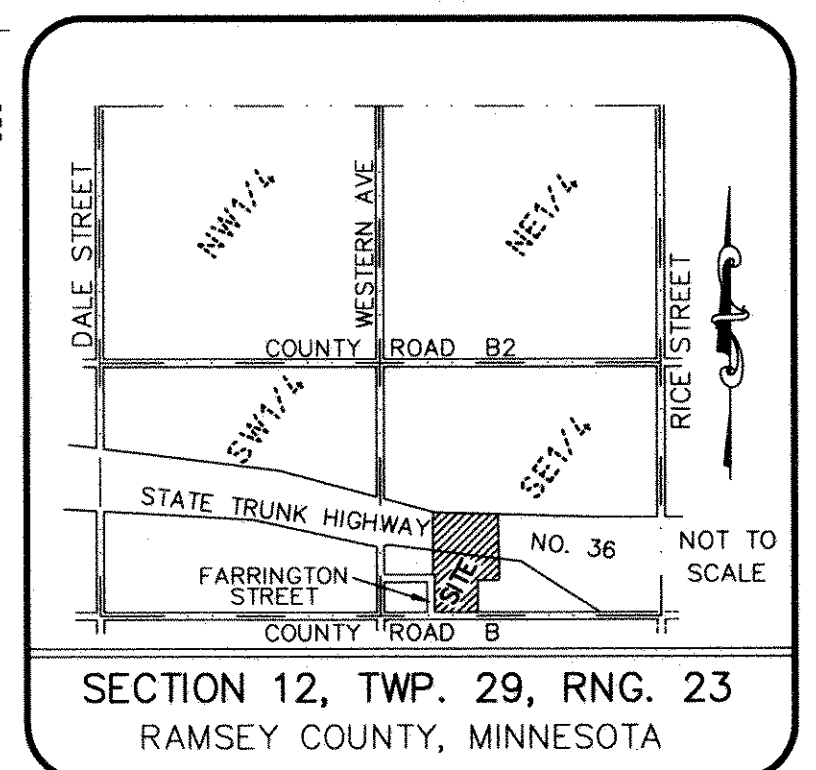 DALE STREET
NW1/4
WESTERN AVE
NE1/4
RICE STREET
COUNTY ROAD B2
SW1/4
SE1/4
STATE TRUNK HIGHWAY NO. 36
NOT TO
SCALE
FARRINGTON
STREET
SITE
COUNTY ROAD B
SECTION 12, TWP. 29, RNG. 23
RAMSEY COUNTY, MINNESOTA